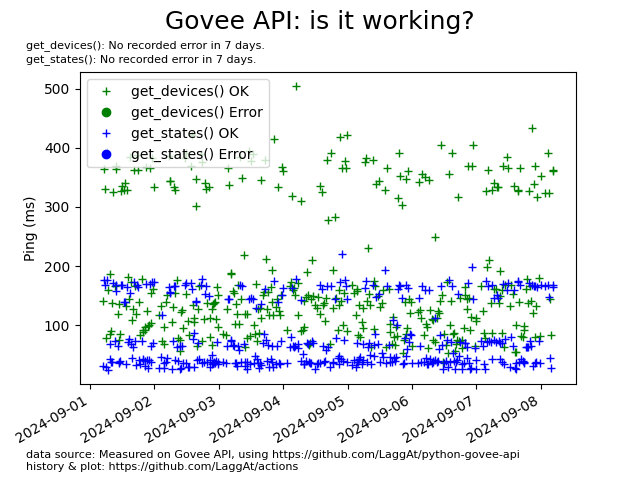 Govee API: is it working?
get_devices(): No recorded error in 7 days.
get_states(): No recorded error in 7 days.
get_devices() OK
get_devices() Error
get_states() OK
get_states() Error
Ping (ms)
500
400
300
200
100
2024-09-01
2024-09-02
2024-09-03
2024-09-04
2024-09-05
2024-09-06
2024-09-07
2024-09-08
data source: Measured on Govee API, using https://github.com/LaggAt/python-govee-api
history & plot: https://github.com/LaggAt/actions